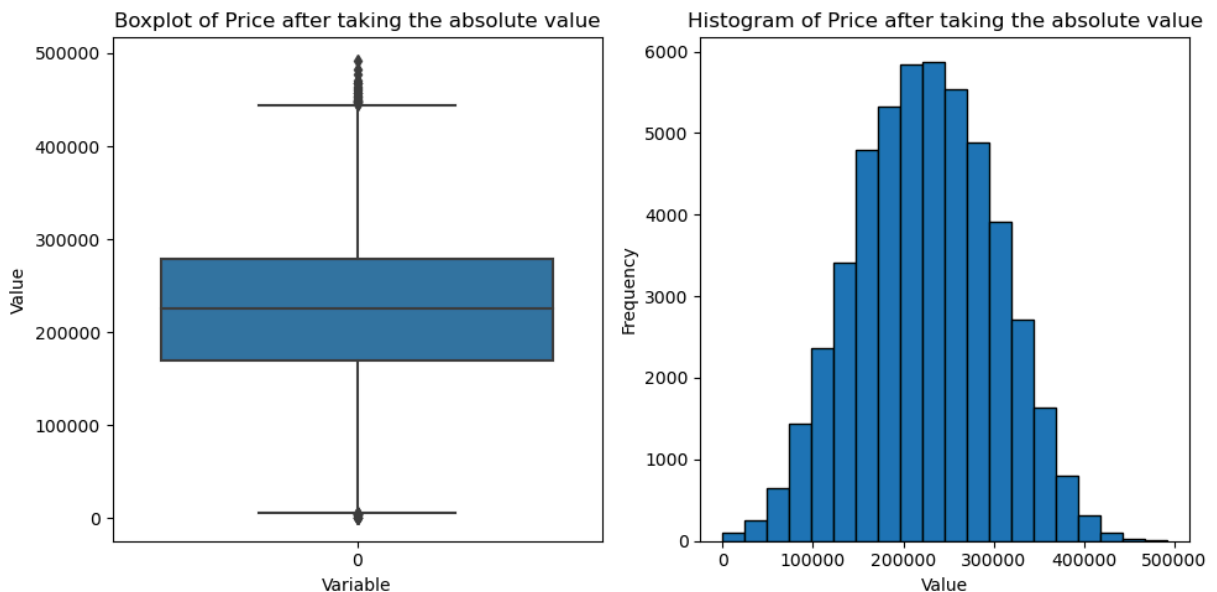 Boxplot of Price after taking the absolute value
Value
500000
400000
300000
200000
100000
0
0
Variable
Histogram of Price after taking the absolute value
Frequency
6000
5000
4000
3000
2000
1000
0
0 100000 200000 300000 400000 500000
Value